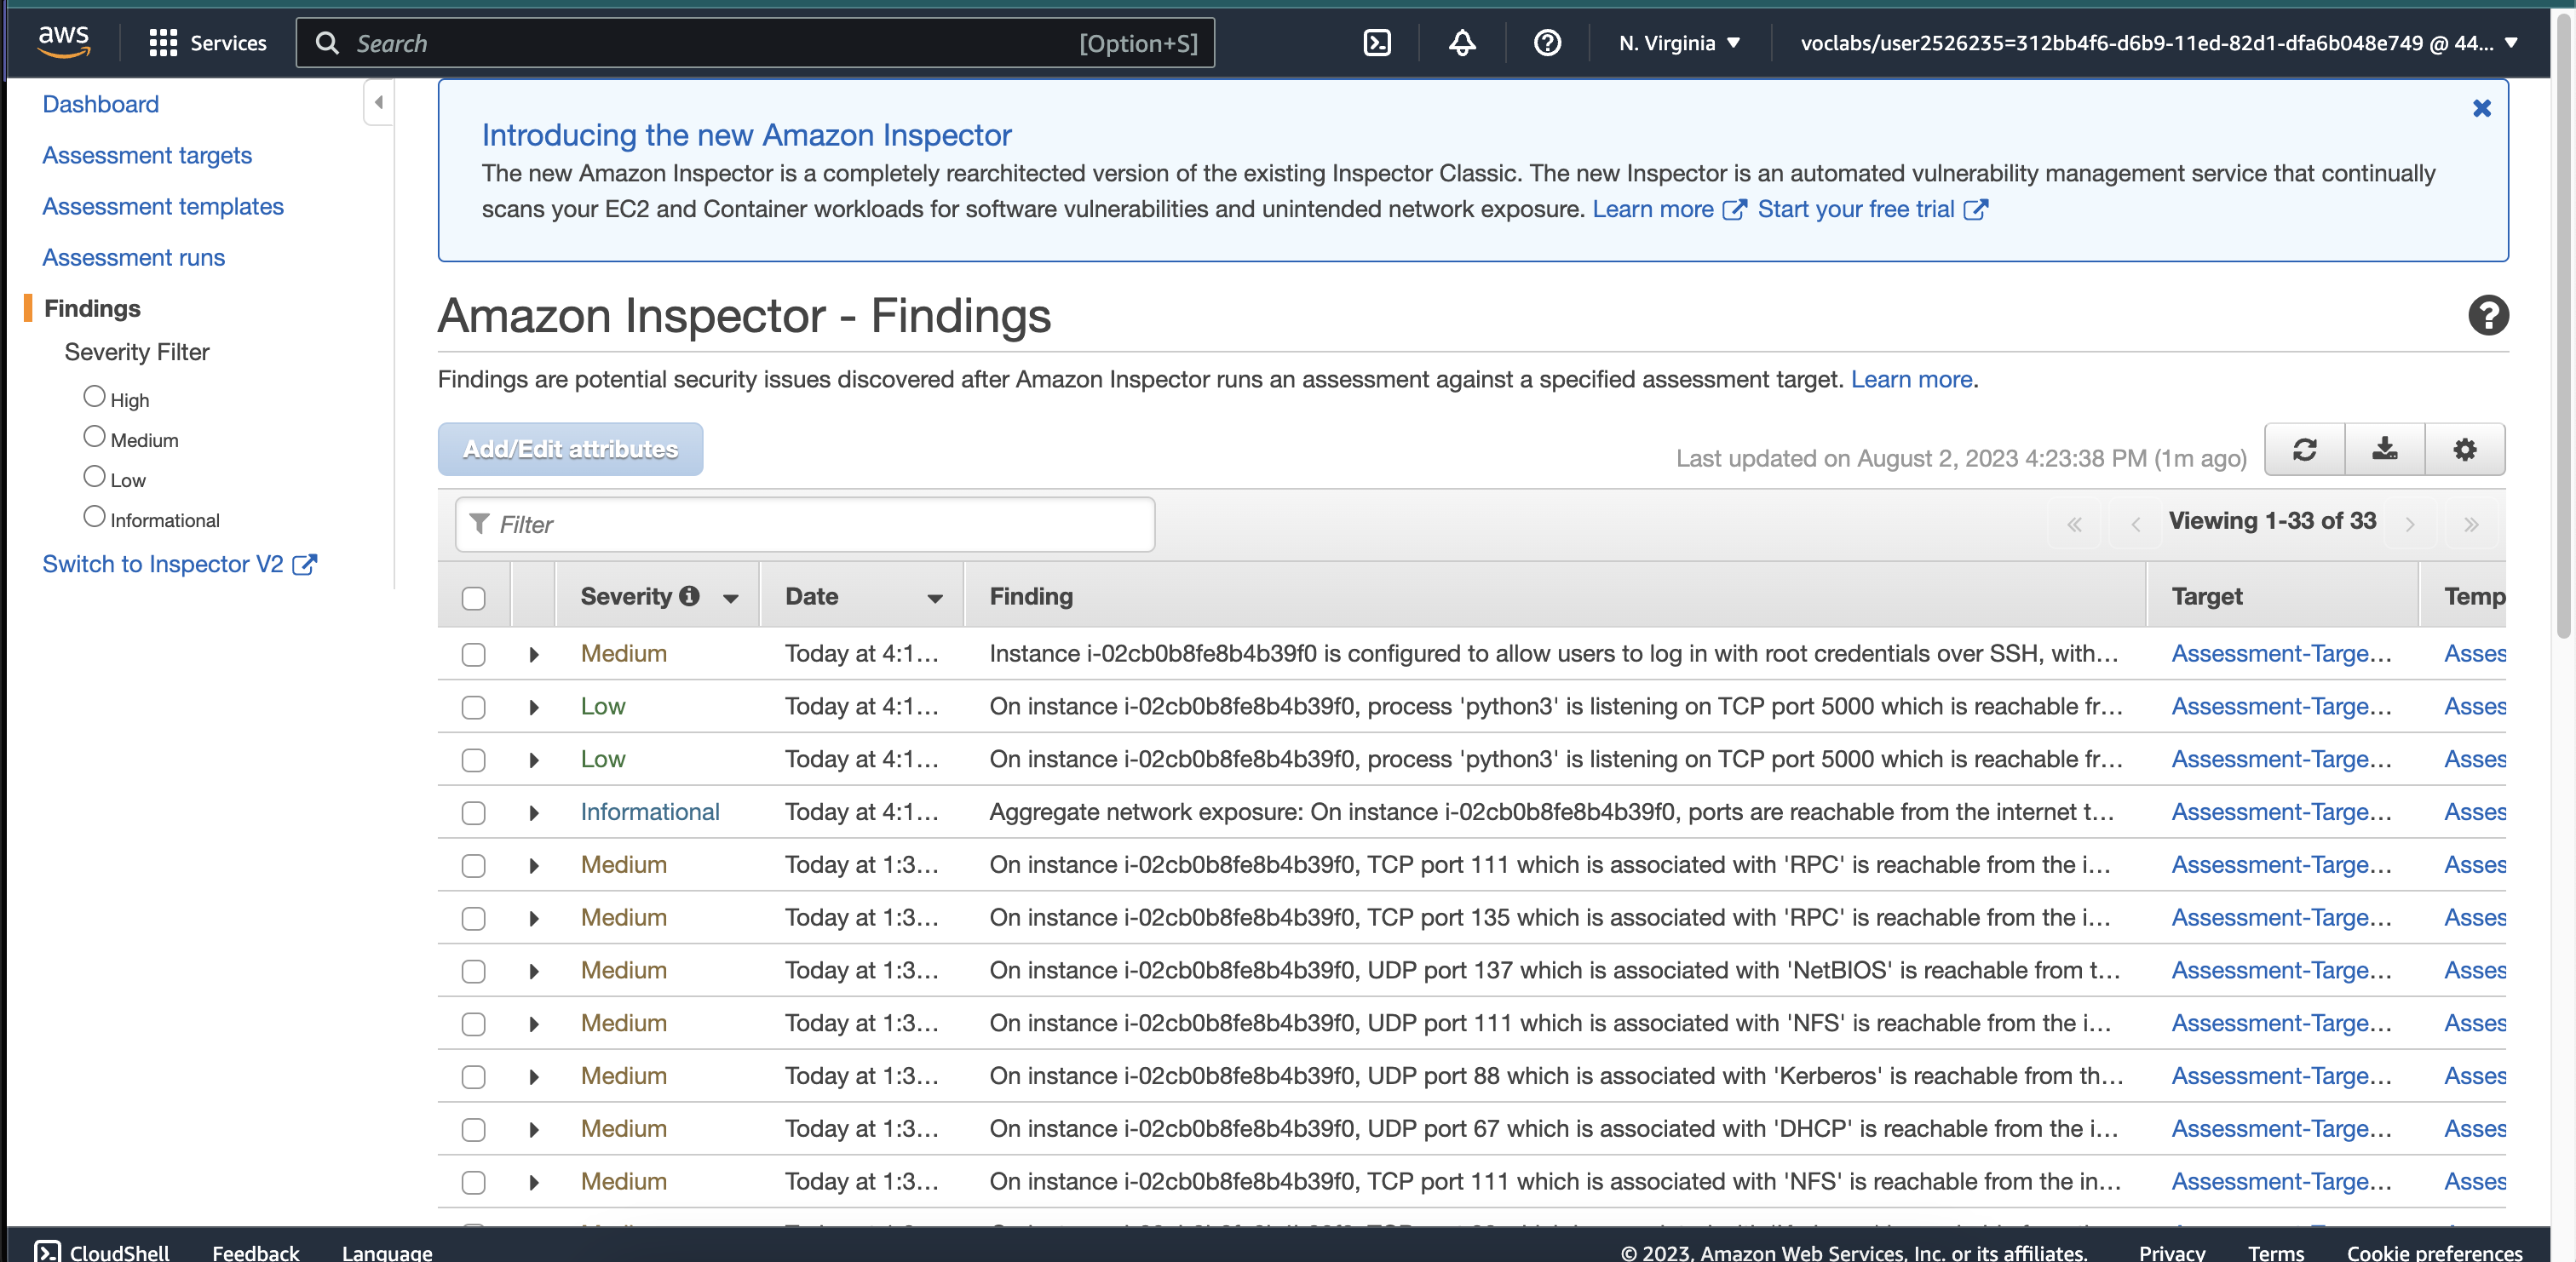 aws
Services
Search
[Option+S]
N. Virginia
voclabs/user2526235=312bb4f6-d6b9-11ed-82d1-dfa6b048e749 @ 44...
Dashboard
Assessment targets
Assessment templates
Assessment runs
Findings
Severity Filter
High
Medium
Low
Informational
Switch to Inspector V2
Introducing the new Amazon Inspector
The new Amazon Inspector is a completely rearchitected version of the existing Inspector Classic. The new Inspector is an automated vulnerability management service that continually
scans your EC2 and Container workloads for software vulnerabilities and unintended network exposure. Learn more Start your free trial
Amazon Inspector - Findings
Findings are potential security issues discovered after Amazon Inspector runs an assessment against a specified assessment target. Learn more.
Add/Edit attributes
Last updated on August 2, 2023 4:23:38 PM (1m ago)
Filter
Viewing 1-33 of 33
Severity Date Finding Target Temp
Medium Today at 4:1... Instance i-02cb0b8fe8b4b39f0 is configured to allow users to log in with root credentials over SSH, with... Assessment-Targe... Asses
Low Today at 4:1... On instance i-02cb0b8fe8b4b39f0, process 'python3' is listening on TCP port 5000 which is reachable fr... Assessment-Targe... Asses
Low Today at 4:1... On instance i-02cb0b8fe8b4b39f0, process 'python3' is listening on TCP port 5000 which is reachable fr... Assessment-Targe... Asses
Informational Today at 4:1... Aggregate network exposure: On instance i-02cb0b8fe8b4b39f0, ports are reachable from the internet t... Assessment-Targe... Asses
Medium Today at 1:3... On instance i-02cb0b8fe8b4b39f0, TCP port 111 which is associated with 'RPC' is reachable from the i... Assessment-Targe... Asses
Medium Today at 1:3... On instance i-02cb0b8fe8b4b39f0, TCP port 135 which is associated with 'RPC' is reachable from the i... Assessment-Targe... Asses
Medium Today at 1:3... On instance i-02cb0b8fe8b4b39f0, UDP port 137 which is associated with 'NetBIOS' is reachable from t... Assessment-Targe... Asses
Medium Today at 1:3... On instance i-02cb0b8fe8b4b39f0, UDP port 111 which is associated with 'NFS' is reachable from the i... Assessment-Targe... Asses
Medium Today at 1:3... On instance i-02cb0b8fe8b4b39f0, UDP port 88 which is associated with 'Kerberos' is reachable from th... Assessment-Targe... Asses
Medium Today at 1:3... On instance i-02cb0b8fe8b4b39f0, UDP port 67 which is associated with 'DHCP' is reachable from the i... Assessment-Targe... Asses
Medium Today at 1:3... On instance i-02cb0b8fe8b4b39f0, TCP port 111 which is associated with 'NFS' is reachable from the in... Assessment-Targe... Asses
CloudShell Feedback Language
© 2023, Amazon Web Services, Inc. or its affiliates. Privacy Terms Cookie preferences